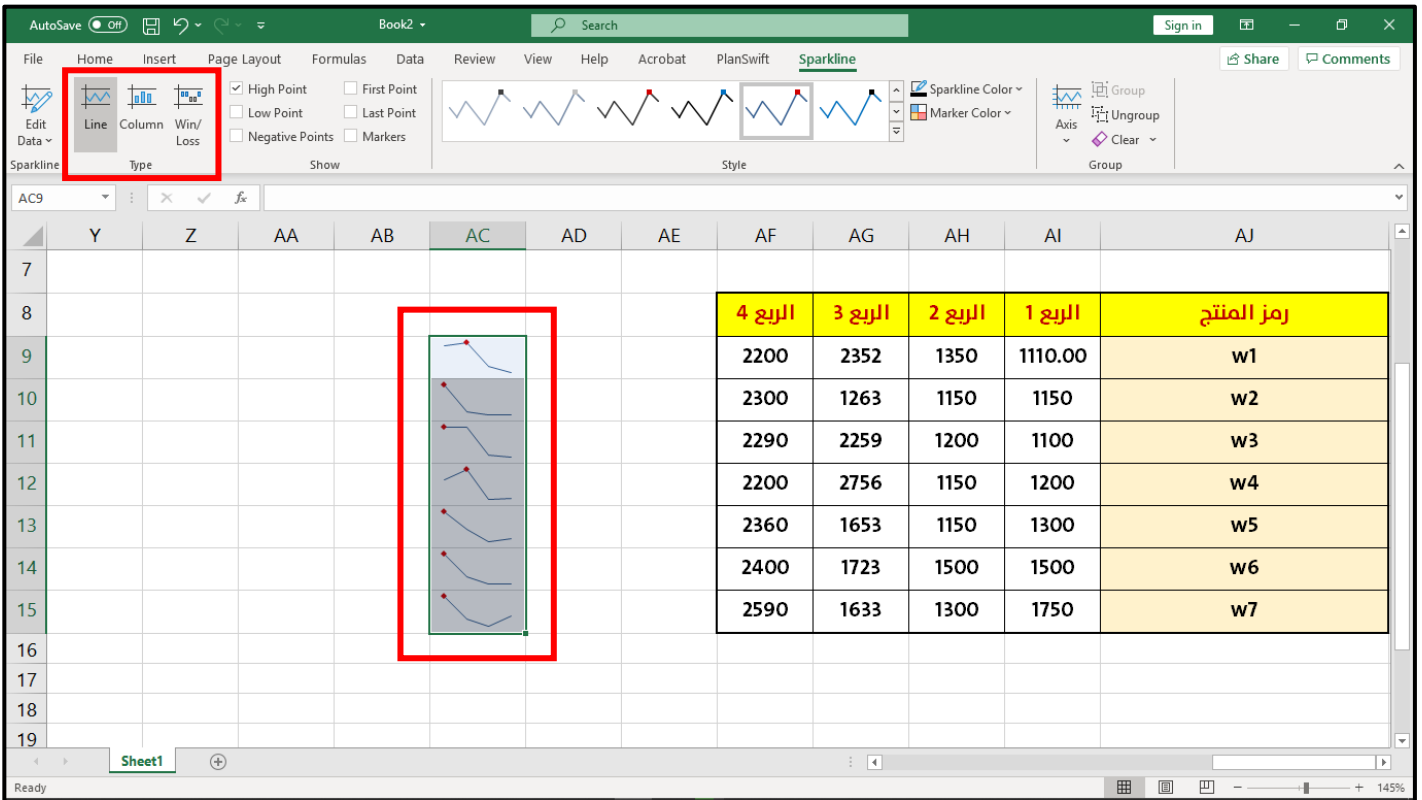 AutoSave Off Book2 Search Sign in
File Home Insert Page Layout Formulas Data Review View Help Acrobat PlanSwift Sparkline Share Comments
Edit Data Line Column Win/Loss
High Point First Point
Low Point Last Point
Negative Points Markers
Sparkline Color
Marker Color
Axis Group
Ungroup
Clear
Sparkline Type Show Style Group
AC9 fx
Y Z AA AB AC AD AE AF AG AH AI AJ
7
8 الربع 4 الربع 3 الربع 2 الربع 1 رمز المنتج
9 2200 2352 1350 1110.00 w1
10 2300 1263 1150 1150 w2
11 2290 2259 1200 1100 w3
12 2200 2756 1150 1200 w4
13 2360 1653 1150 1300 w5
14 2400 1723 1500 1500 w6
15 2590 1633 1300 1750 w7
16
17
18
19
Sheet1
Ready 145%